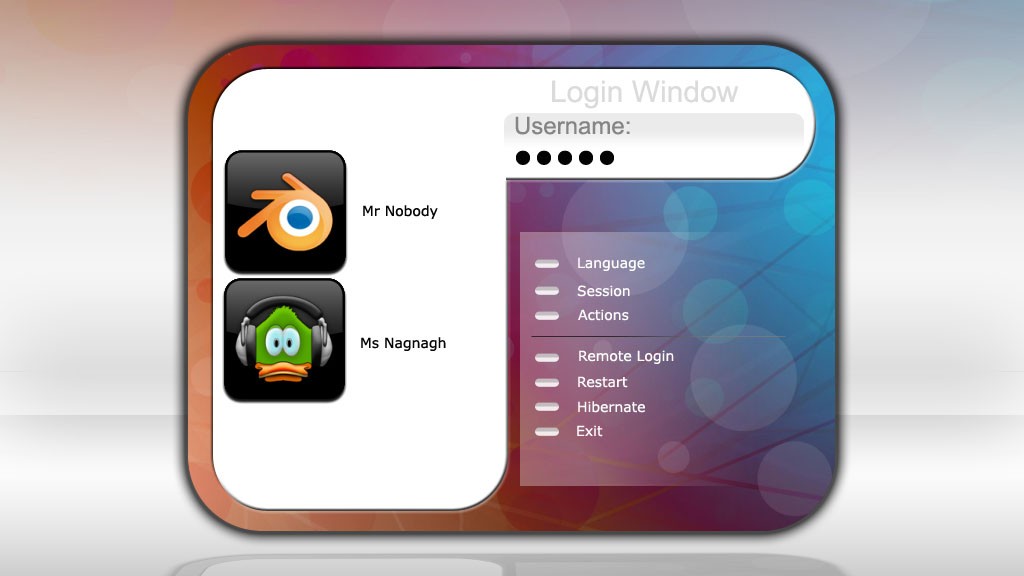 Login Window
Username:
●●●●●
Mr Nobody
Ms Nagnagh
Language
Session
Actions
Remote Login
Restart
Hibernate
Exit